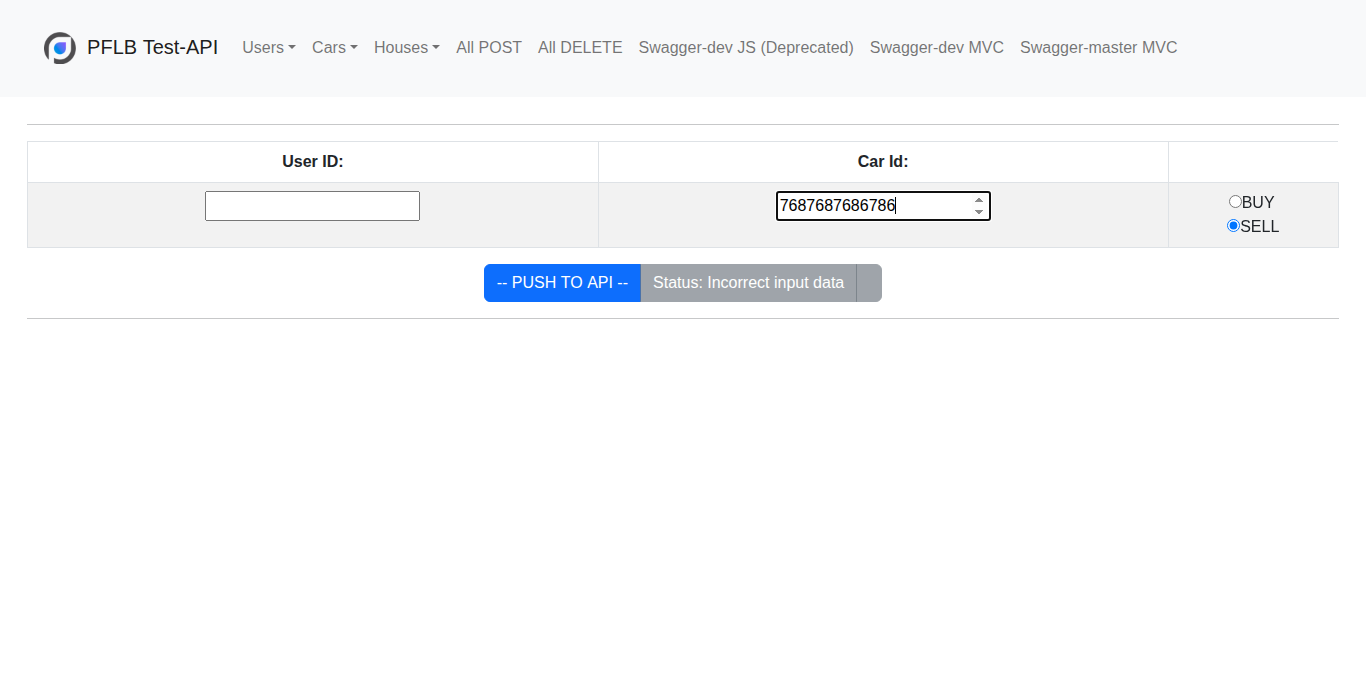 PFLB Test-API Users Cars Houses All POST All DELETE Swagger-dev JS (Deprecated) Swagger-dev MVC Swagger-master MVC
User ID: Car Id:
7687687686786 BUY
SELL
-- PUSH TO API -- Status: Incorrect input data